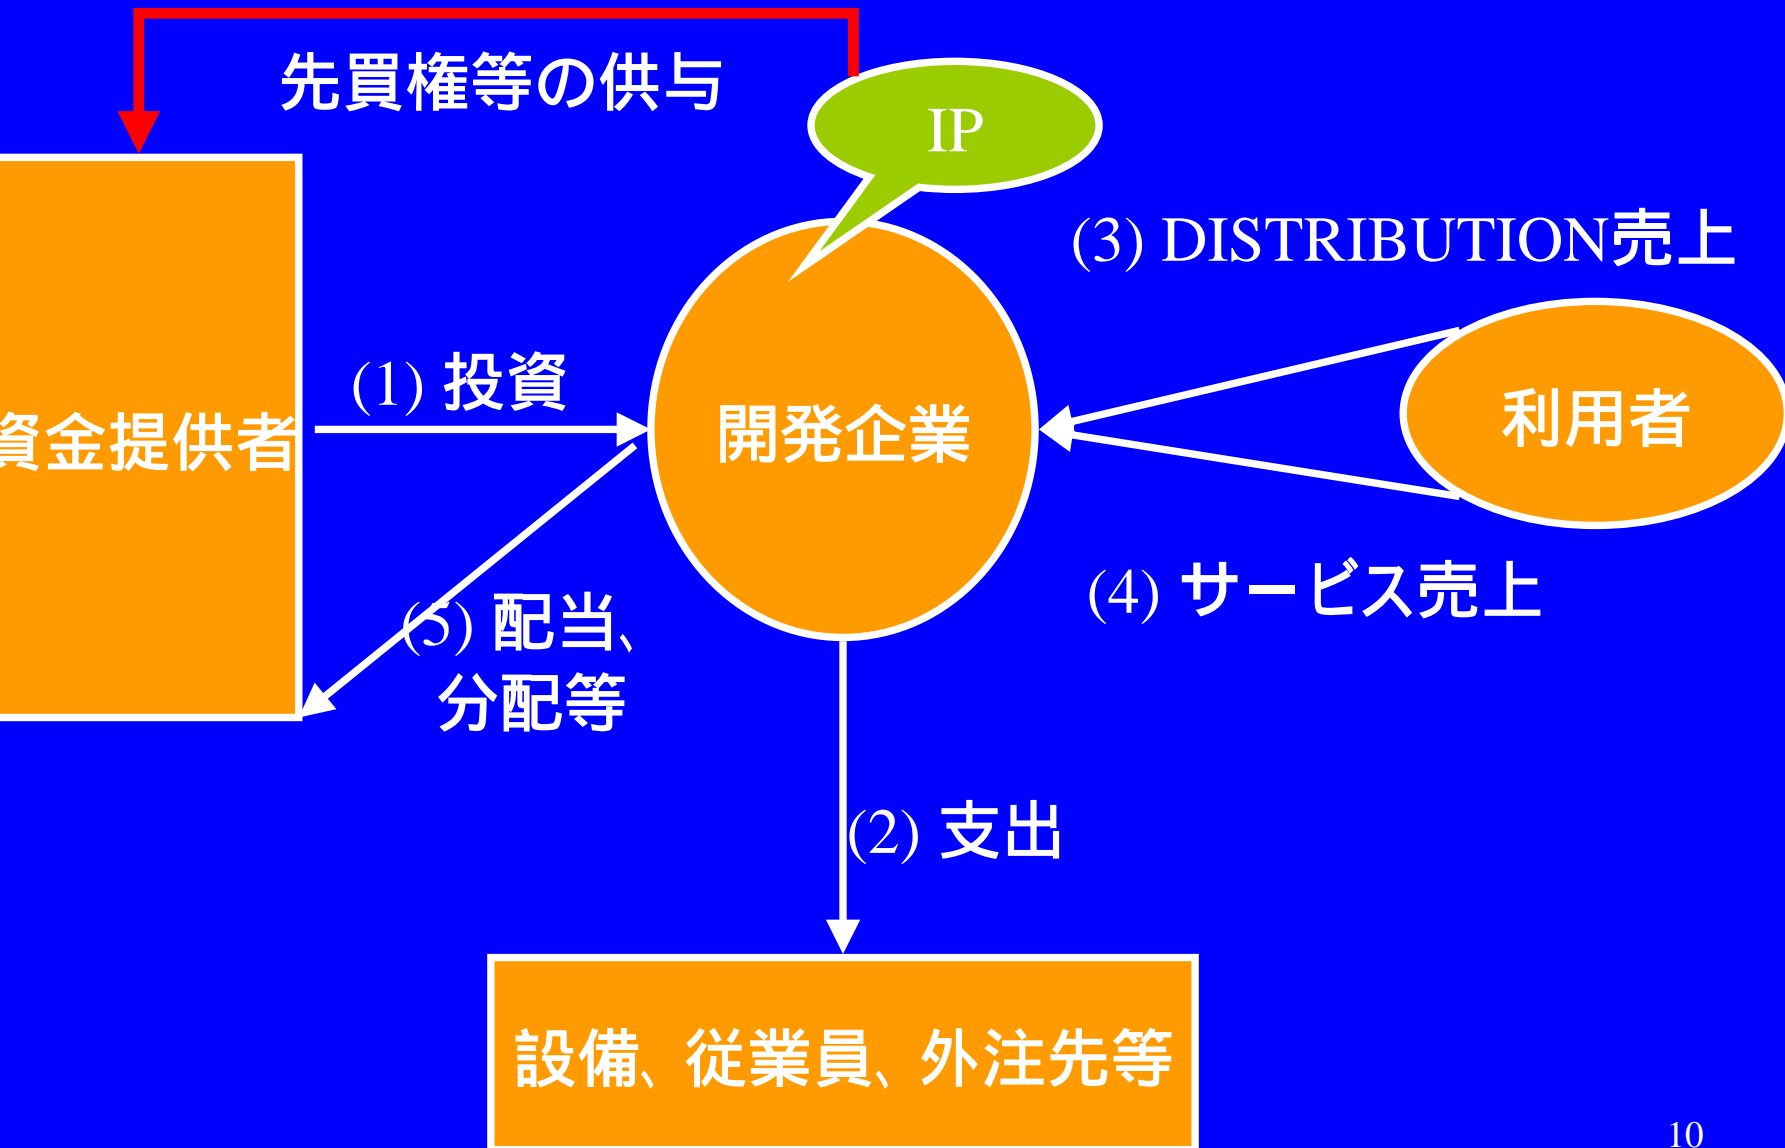 先買権等の供与
IP
(3) DISTRIBUTION売上
(1) 投資
資金提供者
開発企業
利用者
(4) サービス売上
(5) 配当、
分配等
(2) 支出
設備、従業員、外注先等
10